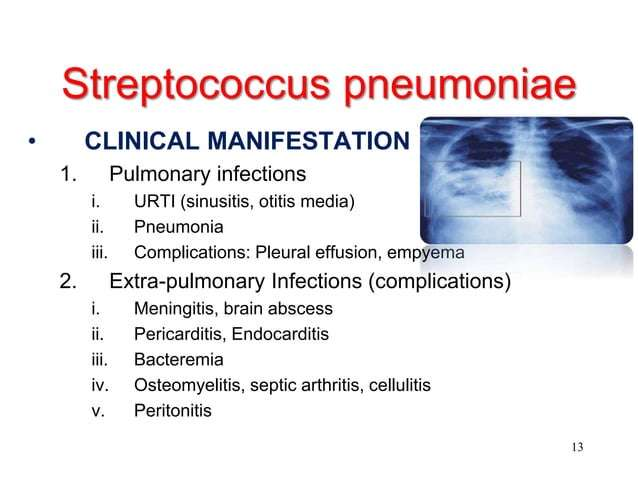 Streptococcus pneumoniae
• CLINICAL MANIFESTATION
1. Pulmonary infections
i. URTI (sinusitis, otitis media)
ii. Pneumonia
iii. Complications: Pleural effusion, empyema
2. Extra-pulmonary Infections (complications)
i. Meningitis, brain abscess
ii. Pericarditis, Endocarditis
iii. Bacteremia
iv. Osteomyelitis, septic arthritis, cellulitis
v. Peritonitis
13